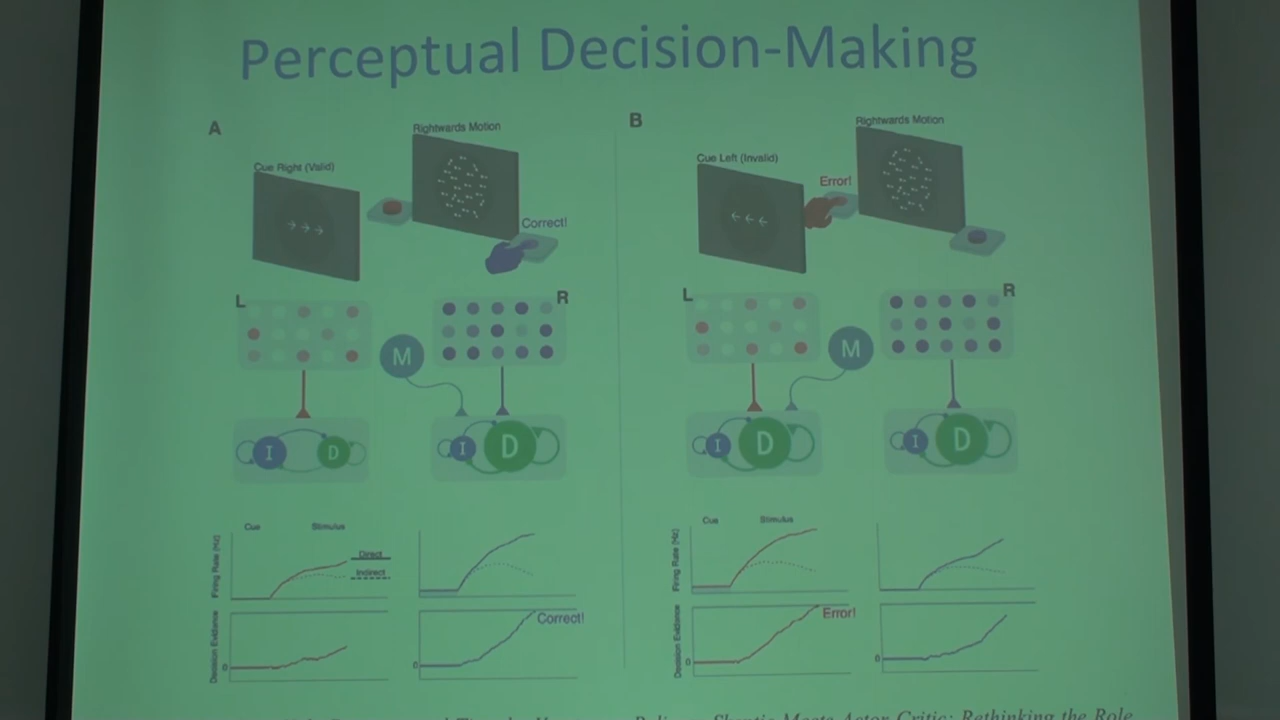 Perceptual Decision-Making
A
Rightwards Motion
Cue Right (Valid)
Correct!
L
R
M
I
D
I
D
Cue
Stimulus
Firing Rate (Hz)
Direct
Indirect
Decision Evidence
0
0
Correct!
B
Rightwards Motion
Cue Left (Invalid)
Error!
L
R
M
I
D
I
D
Cue
Stimulus
Firing Rate (Hz)
Decision Evidence
0
0
Error!
Skeptic Meets Actor Critic: Rethinking the Role